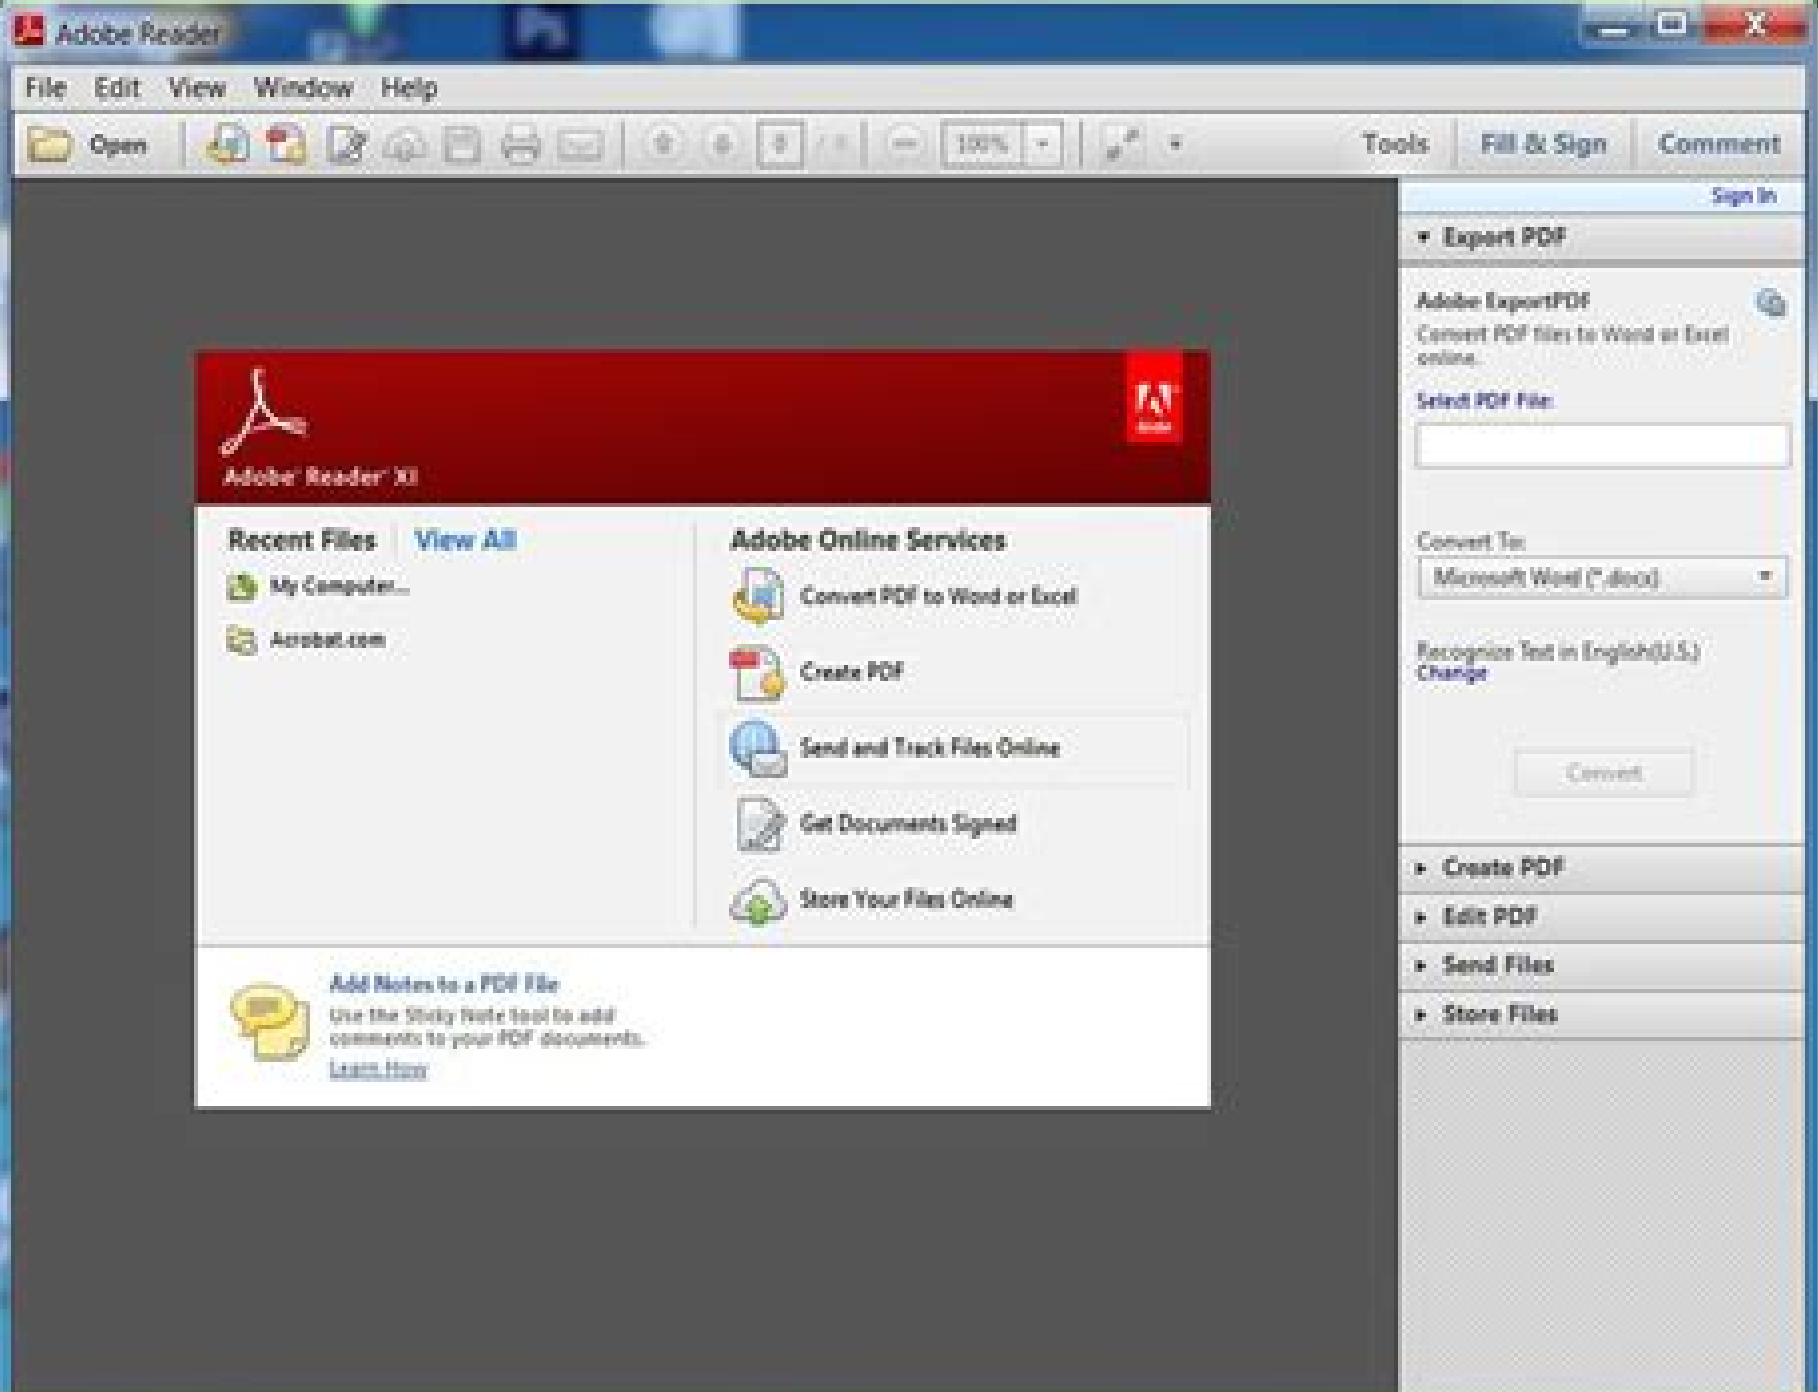 Adobe Reader
File Edit View Window Help
Open 100% Tools Fill & Sign Comment
Sign In
Export PDF
Adobe ExportPDF
Convert PDF files to Word or Excel
online.
Select PDF File:
Convert To:
Microsoft Word (*.docx)
Recognize Text in English(U.S.)
Change
Convert
Create PDF
Edit PDF
Send Files
Store Files
Adobe
Adobe® Reader® XI
Recent Files View All
My Computer...
Acrobat.com
Adobe Online Services
Convert PDF to Word or Excel
Create PDF
Send and Track Files Online
Get Documents Signed
Store Your Files Online
Add Notes to a PDF File
Use the Sticky Note tool to add
comments to your PDF documents.
Learn How